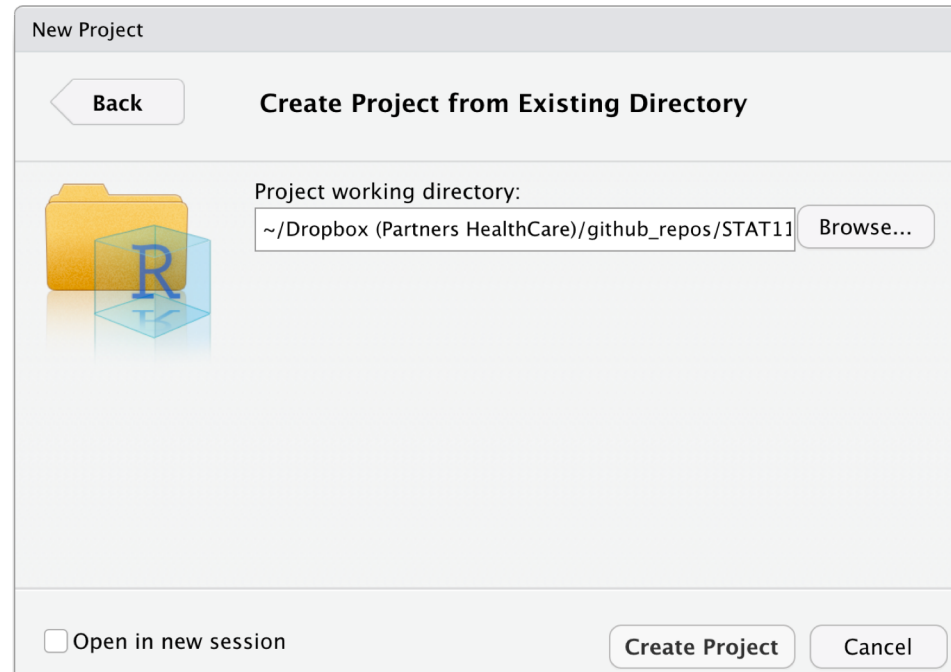 New Project
Back
Create Project from Existing Directory
Project working directory:
~/Dropbox (Partners HealthCare)/github_repos/STAT11
Browse...
R
Open in new session
Create Project
Cancel